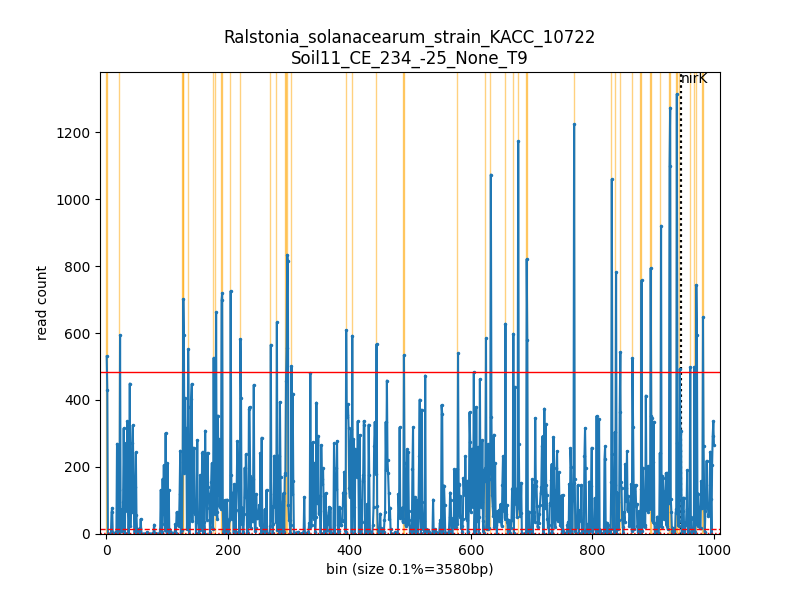 Ralstonia_solanacearum_strain_KACC_10722
Soil11_CE_234_-25_None_T9
nirK
1200
1000
800
600
400
200
0
read count
0 200 400 600 800 1000
bin (size 0.1%=3580bp)